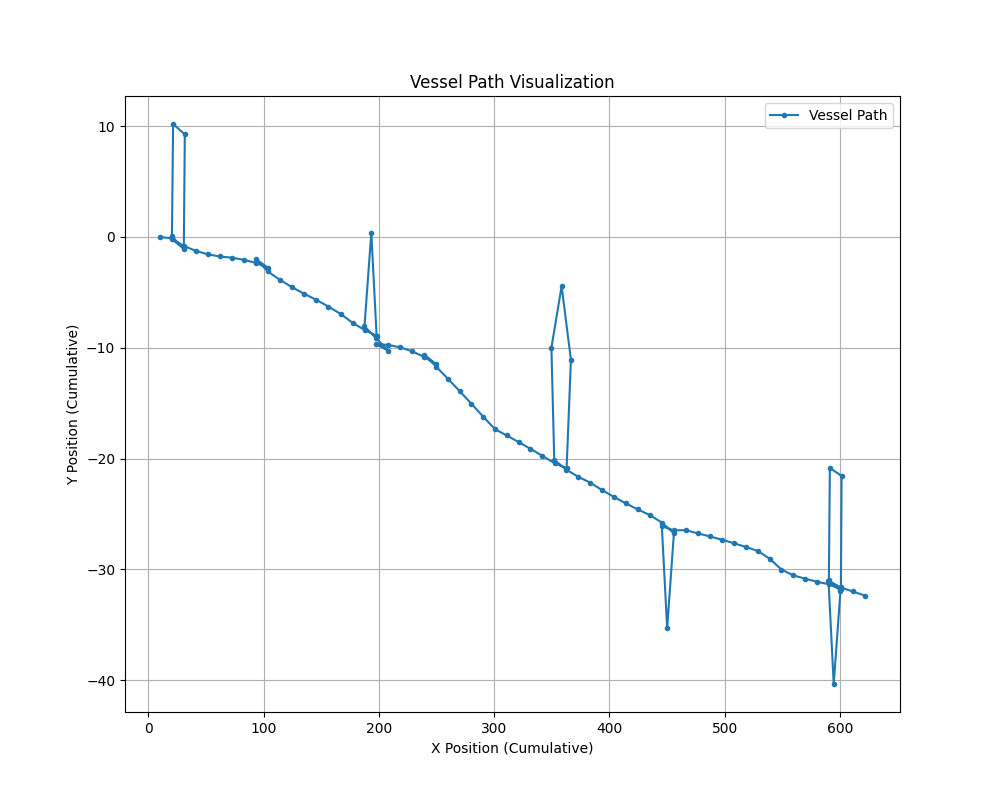 Vessel Path Visualization
Vessel Path
Y Position (Cumulative)
10
0
−10
−20
−30
−40
0 100 200 300 400 500 600
X Position (Cumulative)